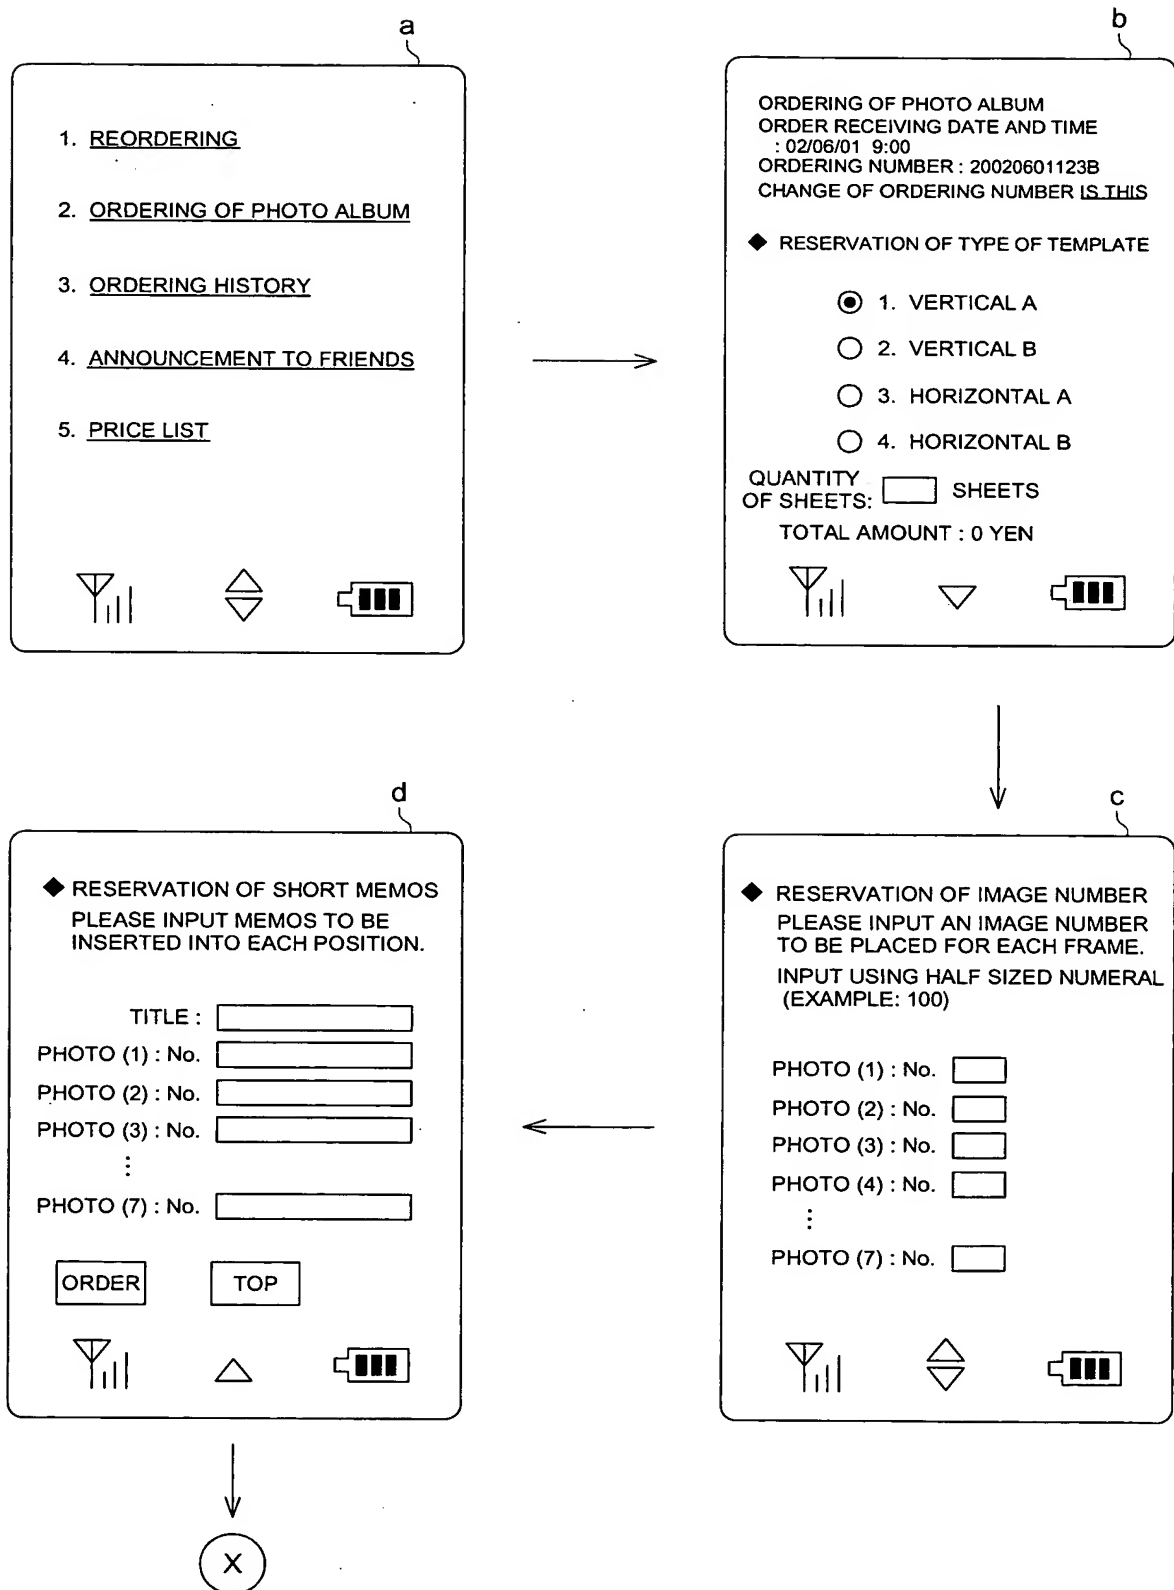 a
1. REORDERING
2. ORDERING OF PHOTO ALBUM
3. ORDERING HISTORY
4. ANNOUNCEMENT TO FRIENDS
5. PRICE LIST
b
ORDERING OF PHOTO ALBUM
ORDER RECEIVING DATE AND TIME
: 02/06/01 9:00
ORDERING NUMBER : 20020601123B
CHANGE OF ORDERING NUMBER IS THIS
◆ RESERVATION OF TYPE OF TEMPLATE
1. VERTICAL A
2. VERTICAL B
3. HORIZONTAL A
4. HORIZONTAL B
QUANTITY
OF SHEETS: SHEETS
TOTAL AMOUNT : 0 YEN
c
◆ RESERVATION OF IMAGE NUMBER
PLEASE INPUT AN IMAGE NUMBER
TO BE PLACED FOR EACH FRAME.
INPUT USING HALF SIZED NUMERAL
(EXAMPLE: 100)
PHOTO (1) : No.
PHOTO (2) : No.
PHOTO (3) : No.
PHOTO (4) : No.
⋮
PHOTO (7) : No.
d
◆ RESERVATION OF SHORT MEMOS
PLEASE INPUT MEMOS TO BE
INSERTED INTO EACH POSITION.
TITLE :
PHOTO (1) : No.
PHOTO (2) : No.
PHOTO (3) : No.
⋮
PHOTO (7) : No.
ORDER TOP
X